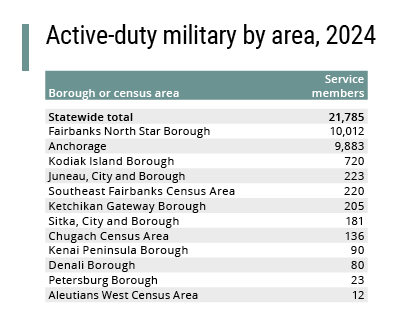 Active-duty military by area, 2024
Service
Borough or census area members
Statewide total 21,785
Fairbanks North Star Borough 10,012
Anchorage 9,883
Kodiak Island Borough 720
Juneau, City and Borough 223
Southeast Fairbanks Census Area 220
Ketchikan Gateway Borough 205
Sitka, City and Borough 181
Chugach Census Area 136
Kenai Peninsula Borough 90
Denali Borough 80
Petersburg Borough 23
Aleutians West Census Area 12